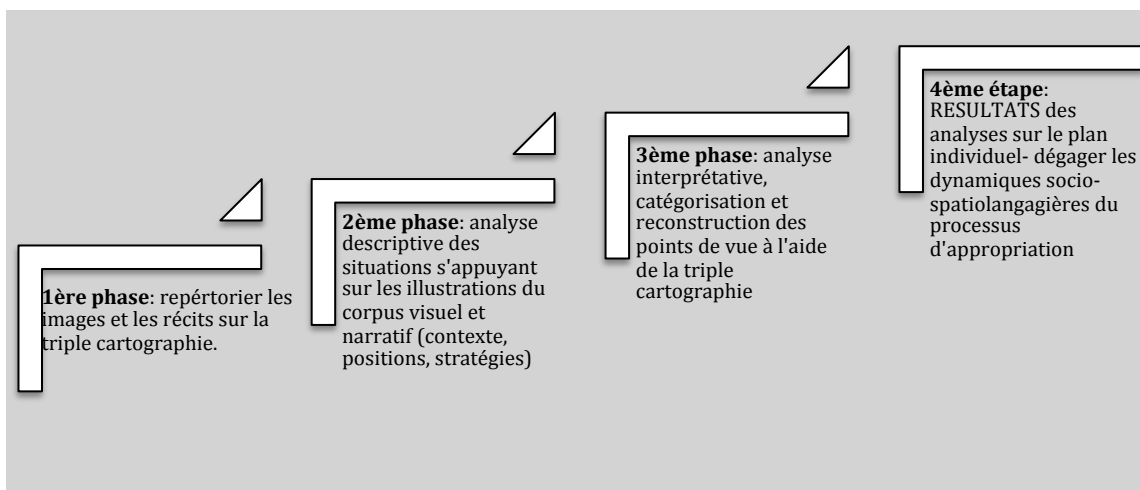 1ère phase: repértorier les
images et les récits sur la
triple cartographie.
2ème phase: analyse
descriptive des
situations s'appuyant
sur les illustrations du
corpus visuel et
narratif (contexte,
positions, stratégies)
3ème phase: analyse
interprétative,
catégorisation et
reconstruction des
points de vue à l'aide
de la triple
cartographie
4ème étape:
RESULTATS des
analyses sur le plan
individuel- dégager les
dynamiques socio-
spatiolangagières du
processus
d'appropriation